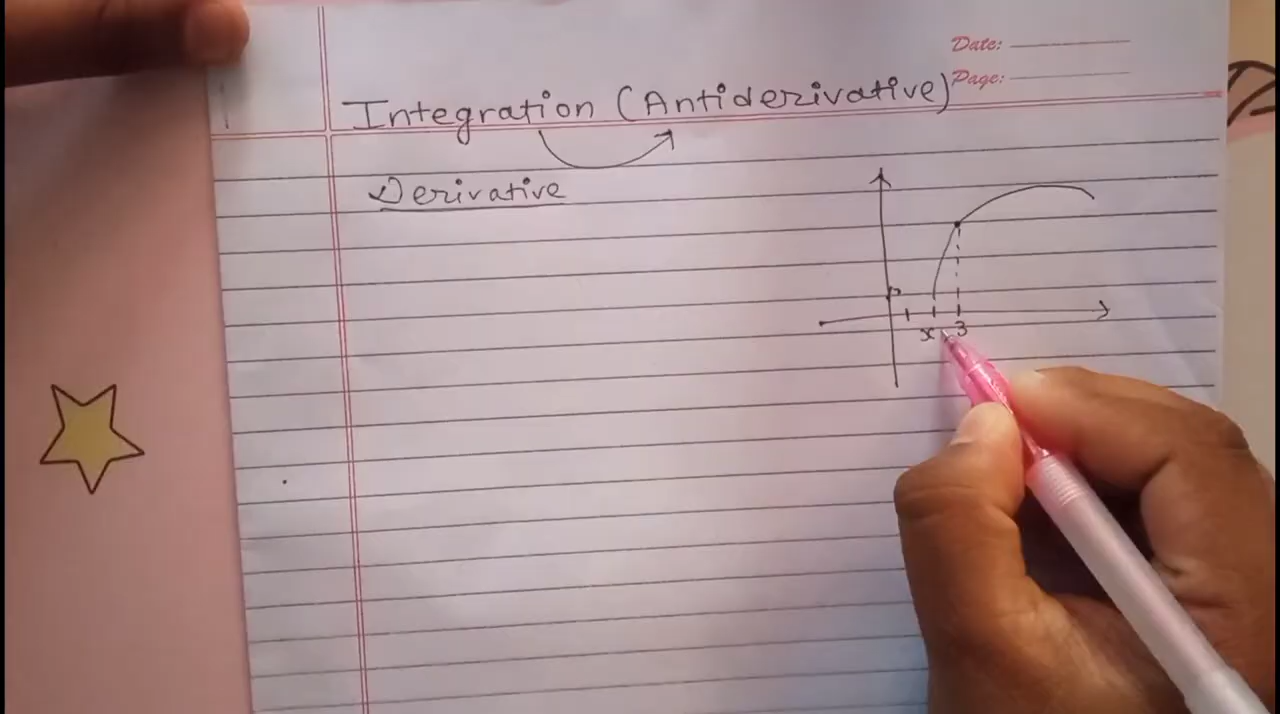 Date:
Page:
Integration (Antiderivative)
Derivative
x 3